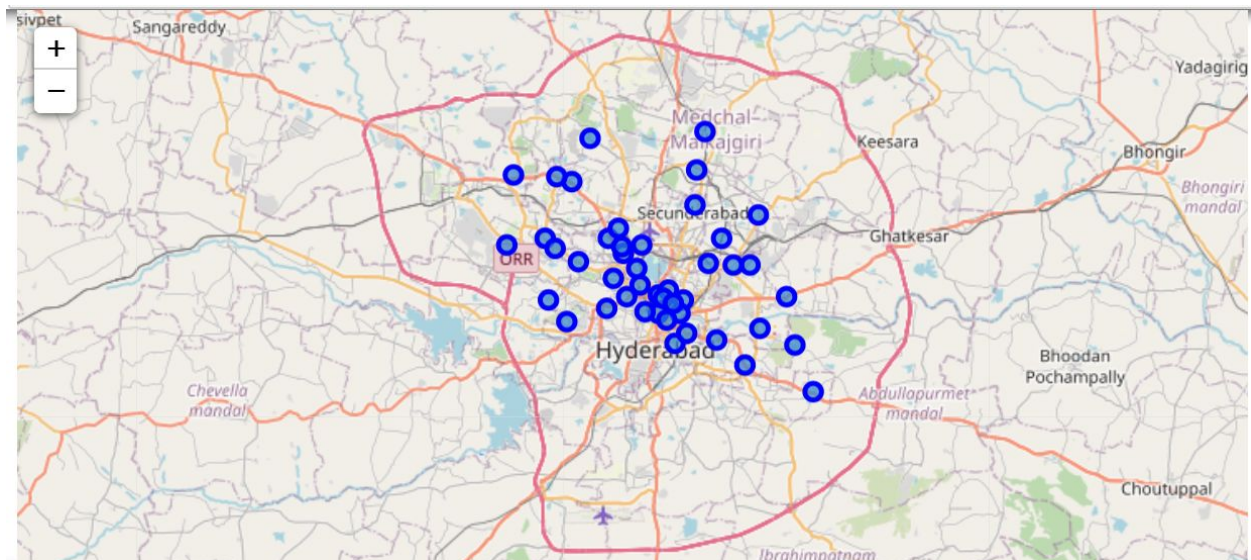 sivpet
Sangareddy
+
−
Yadagirig
Medchal–
Malkajgiri
Keesara
Bhongir
Bhongiri
mandal
Secunderabad
Ghatkesar
ORR
Hyderabad
Bhoodan
Pochampally
Chevella
mandal
Abdullapurmet
mandal
Choutuppal
Ibrahimpatnam